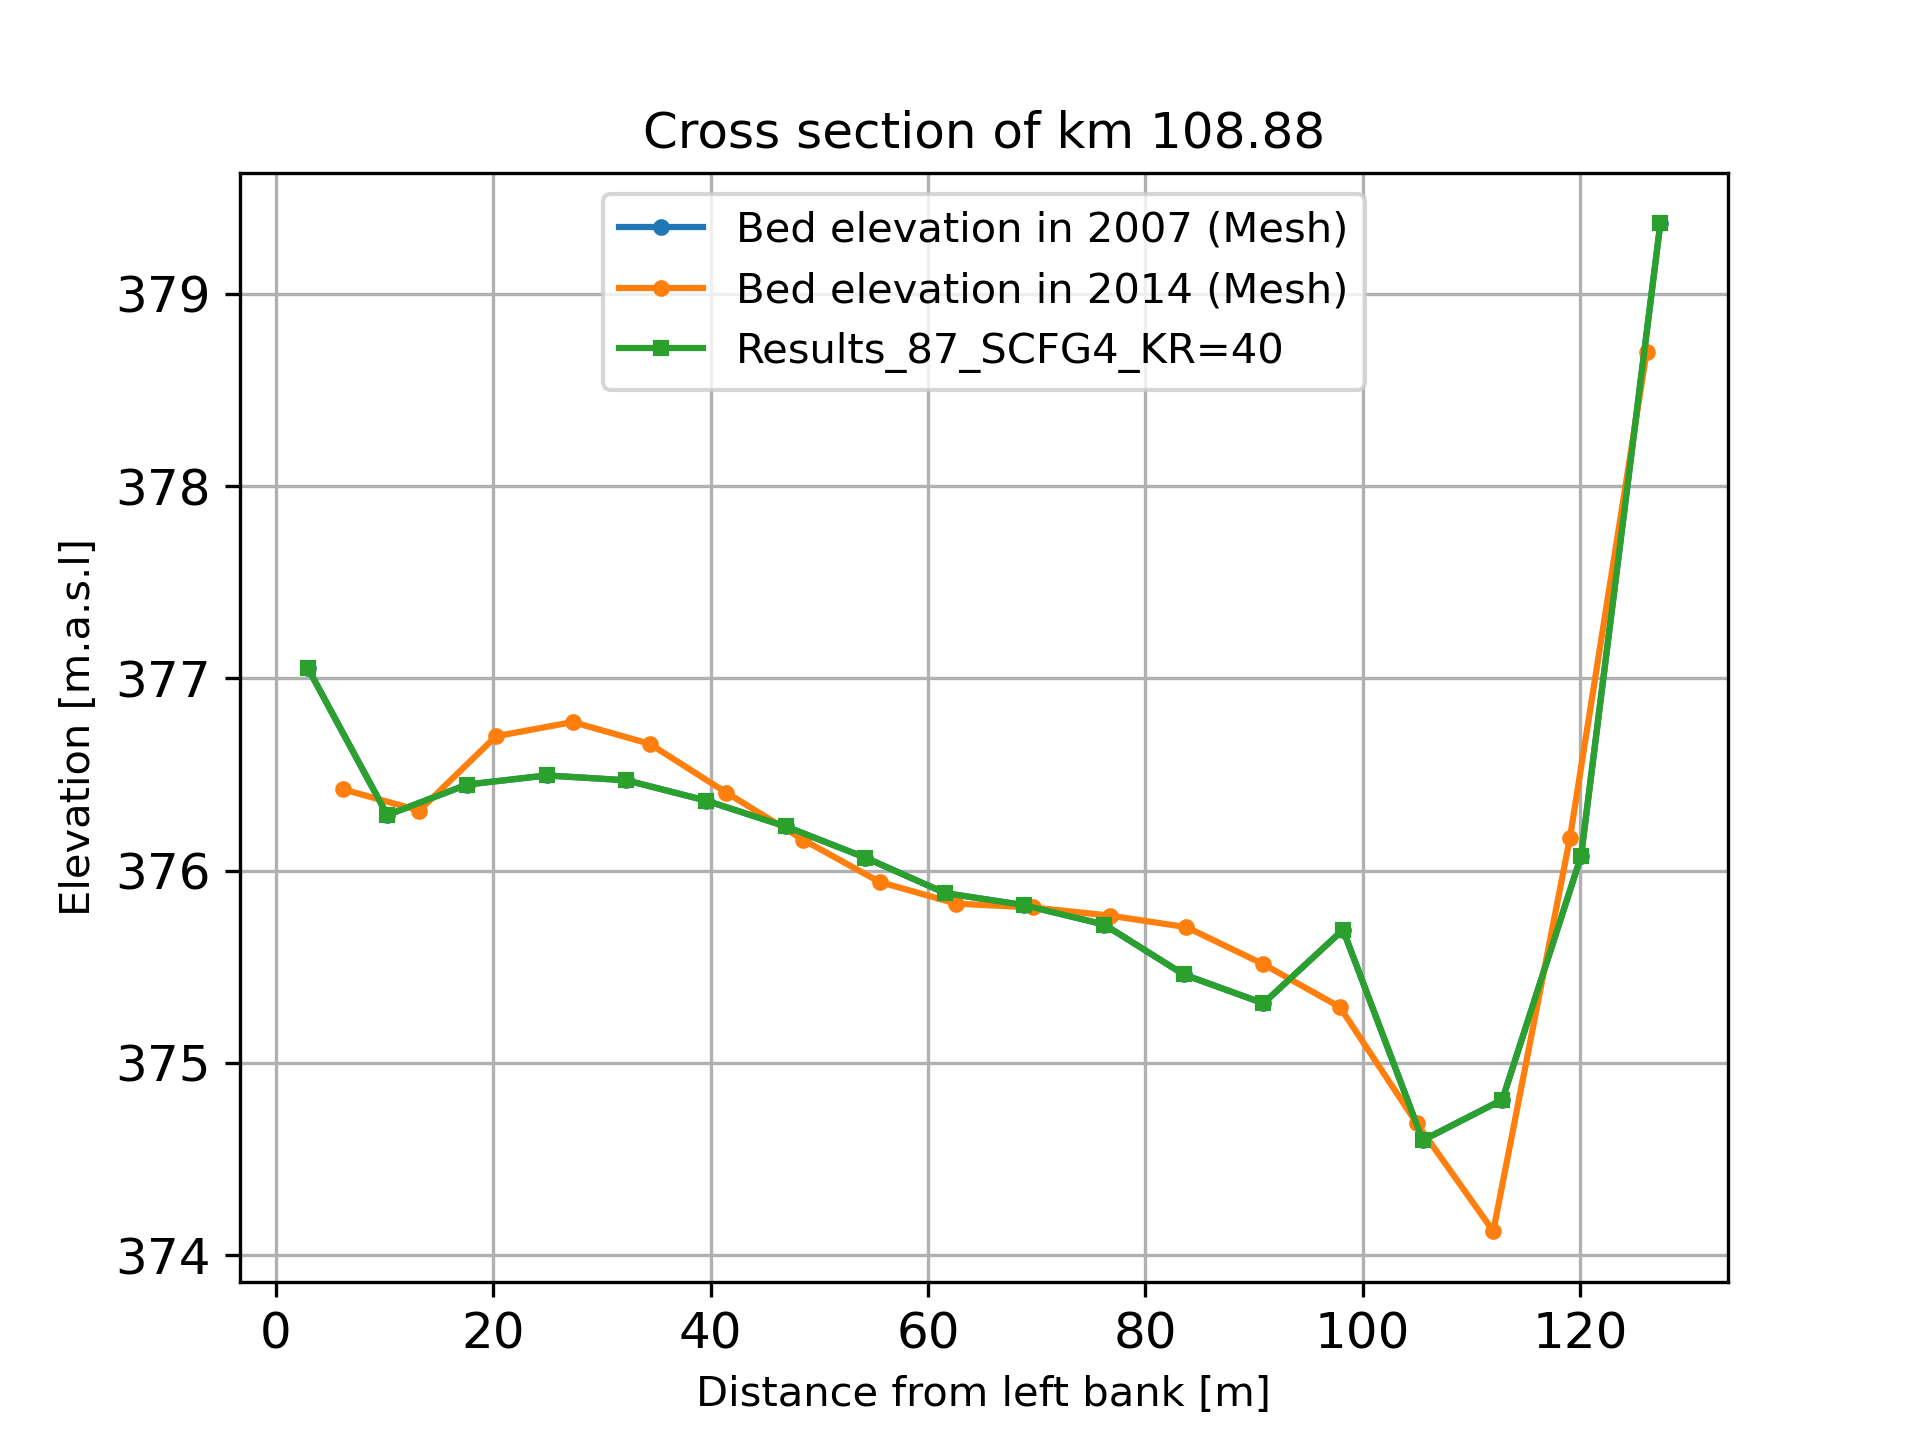 Cross section of km 108.88
Bed elevation in 2007 (Mesh)
Bed elevation in 2014 (Mesh)
Results_87_SCFG4_KR=40
379
378
377
376
375
374
Elevation [m.a.s.l]
0 20 40 60 80 100 120
Distance from left bank [m]